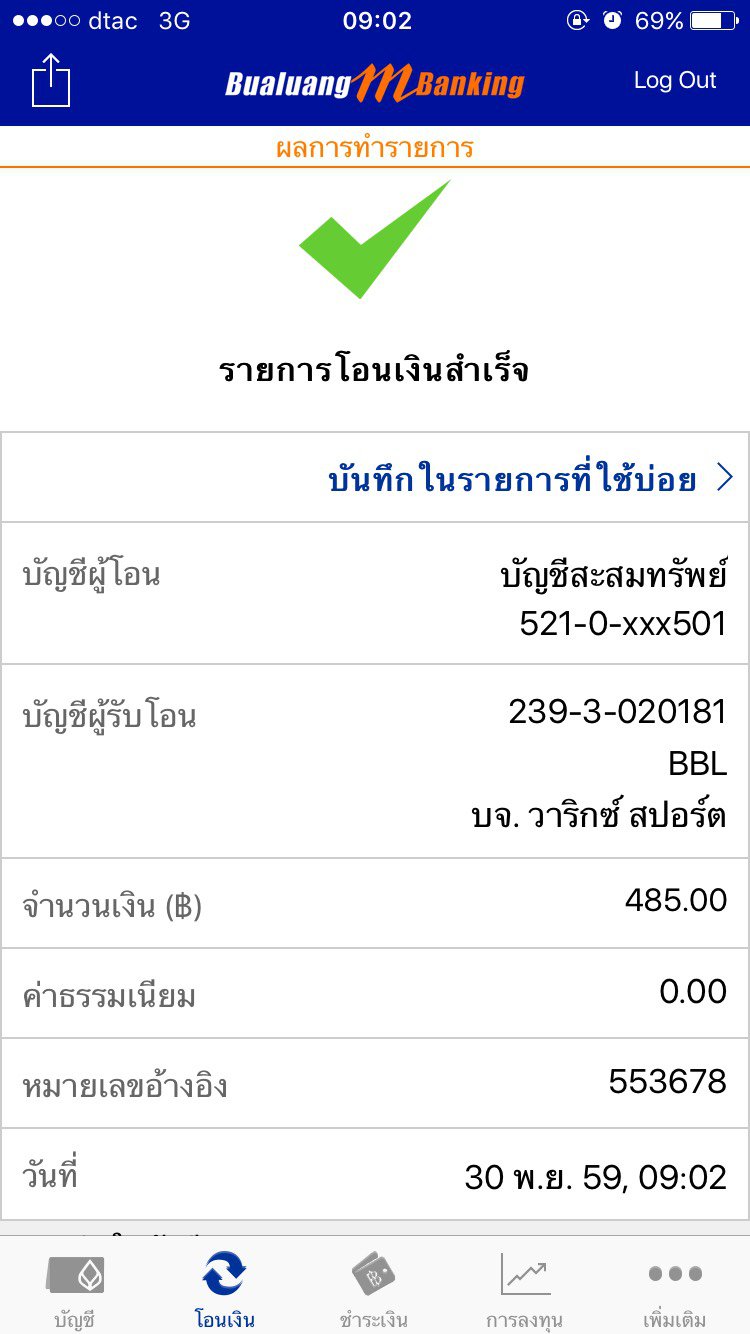 dtac 3G 09:02 69%
Bualuang mBanking Log Out
ผลการทำรายการ
รายการโอนเงินสำเร็จ
บันทึกในรายการที่ใช้บ่อย
บัญชีผู้โอน บัญชีสะสมทรัพย์
521-0-xxx501
บัญชีผู้รับโอน 239-3-020181
BBL
บจ. วาริกซ์ สปอร์ต
จำนวนเงิน (฿) 485.00
ค่าธรรมเนียม 0.00
หมายเลขอ้างอิง 553678
วันที่ 30 พ.ย. 59, 09:02
บัญชี โอนเงิน ชำระเงิน การลงทุน เพิ่มเติม